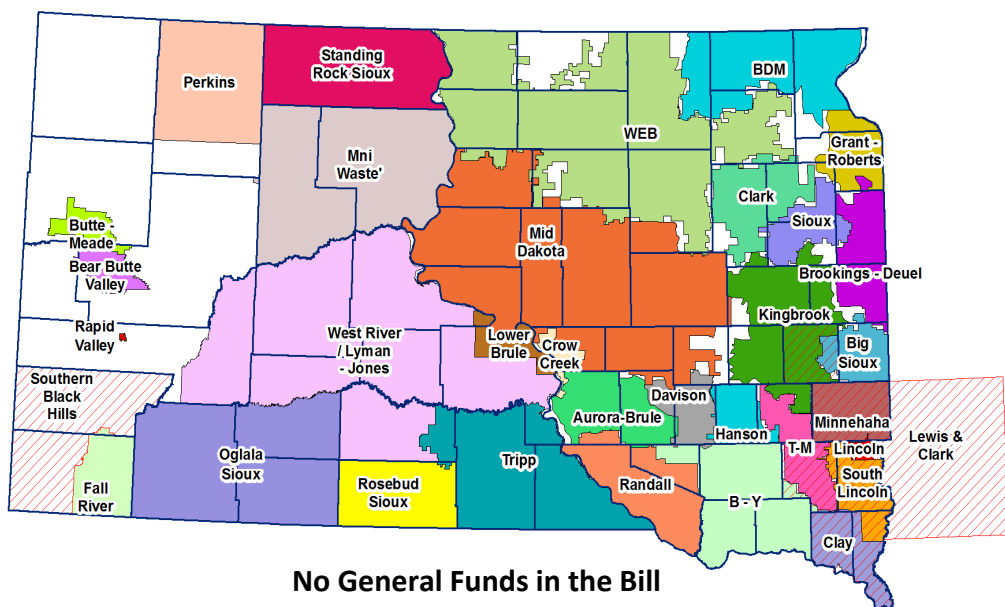 Perkins
Standing
Rock Sioux
BDM
WEB
Grant -
Roberts
Mni
Waste'
Clark
Sioux
Butte -
Meade
Bear Butte
Valley
Mid
Dakota
Brookings - Deuel
Kingbrook
Rapid
Valley
West River
/ Lyman
- Jones
Lower
Brule
Crow
Creek
Big
Sioux
Southern
Black
Hills
Aurora-Brule
Davison
Hanson
Minnehaha
Lewis &
Clark
T-M
Lincoln
South
Lincoln
Oglala
Sioux
Tripp
Rosebud
Sioux
Randall
B - Y
Fall
River
Clay
No General Funds in the Bill